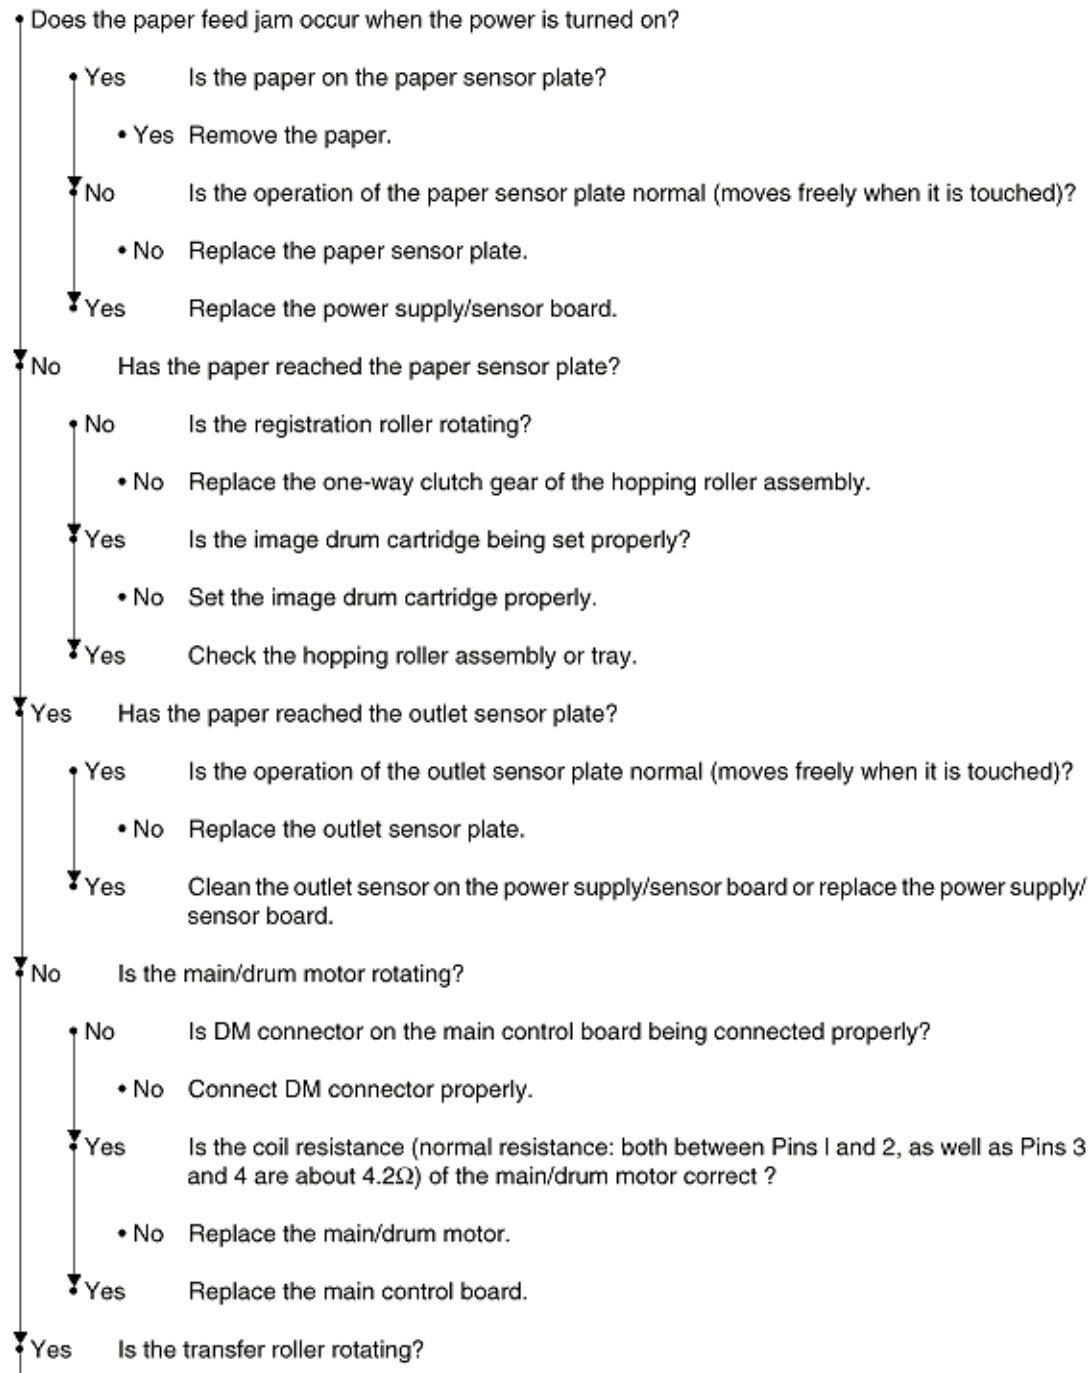 • Does the paper feed jam occur when the power is turned on?
• Yes Is the paper on the paper sensor plate?
• Yes Remove the paper.
• No Is the operation of the paper sensor plate normal (moves freely when it is touched)?
• No Replace the paper sensor plate.
• Yes Replace the power supply/sensor board.
• No Has the paper reached the paper sensor plate?
• No Is the registration roller rotating?
• No Replace the one-way clutch gear of the hopping roller assembly.
• Yes Is the image drum cartridge being set properly?
• No Set the image drum cartridge properly.
• Yes Check the hopping roller assembly or tray.
• Yes Has the paper reached the outlet sensor plate?
• Yes Is the operation of the outlet sensor plate normal (moves freely when it is touched)?
• No Replace the outlet sensor plate.
• Yes Clean the outlet sensor on the power supply/sensor board or replace the power supply/
sensor board.
• No Is the main/drum motor rotating?
• No Is DM connector on the main control board being connected properly?
• No Connect DM connector properly.
• Yes Is the coil resistance (normal resistance: both between Pins l and 2, as well as Pins 3
and 4 are about 4.2Ω) of the main/drum motor correct ?
• No Replace the main/drum motor.
• Yes Replace the main control board.
• Yes Is the transfer roller rotating?